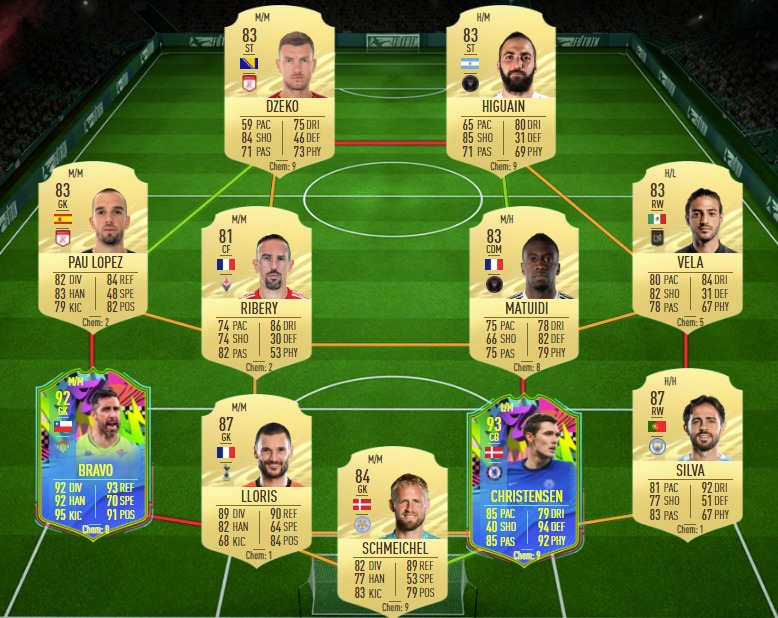 M/M
83
ST
DZEKO
59 PAC 75 DRI
84 SHO 46 DEF
71 PAS 73 PHY
Chem: 9
H/M
83
ST
HIGUAIN
65 PAC 80 DRI
85 SHO 31 DEF
71 PAS 69 PHY
Chem: 9
M/M
83
GK
PAU LOPEZ
82 DIV 84 REF
83 HAN 48 SPE
79 KIC 82 POS
Chem: 2
M/M
81
CF
RIBERY
74 PAC 86 DRI
74 SHO 30 DEF
82 PAS 53 PHY
Chem: 2
M/H
83
CDM
MATUIDI
75 PAC 78 DRI
66 SHO 82 DEF
75 PAS 79 PHY
Chem: 8
H/L
83
RW
VELA
80 PAC 84 DRI
82 SHO 31 DEF
78 PAS 67 PHY
Chem: 5
M/M
92
GK
BRAVO
92 DIV 93 REF
92 HAN 70 SPE
95 KIC 91 POS
Chem: 0
M/M
87
GK
LLORIS
89 DIV 90 REF
82 HAN 64 SPE
68 KIC 84 POS
Chem: 1
M/M
84
GK
SCHMEICHEL
82 DIV 89 REF
77 HAN 53 SPE
83 KIC 79 POS
Chem: 9
93
CB
CHRISTENSEN
85 PAC 79 DRI
40 SHO 94 DEF
85 PAS 92 PHY
Chem: 9
H/H
87
RW
SILVA
81 PAC 92 DRI
77 SHO 51 DEF
83 PAS 67 PHY
Chem: 1